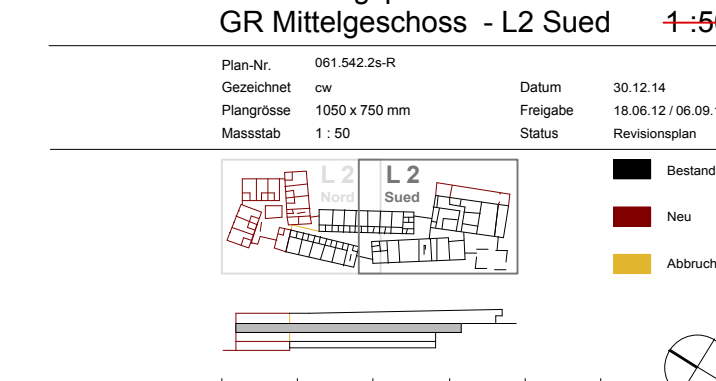 GR Mittelgeschoss - L2 Sued
Plan-Nr. 061.542.2s-R
Gezeichnet cw Datum 30.12.14
Plangrösse 1050 x 750 mm Freigabe 18.06.12 / 06.09.
Massstab 1 : 50 Status Revisionsplan
L 2 L 2 Bestand
Nord Sued
Neu
Abbruch